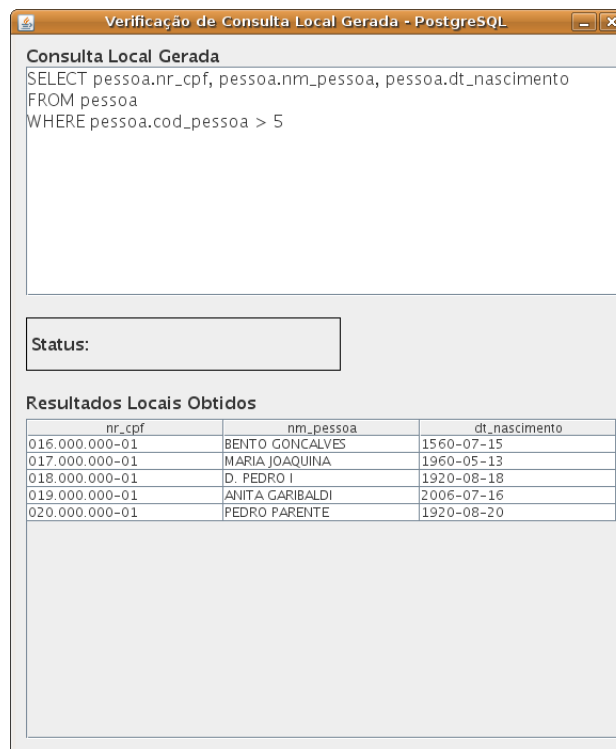 Verificação de Consulta Local Gerada - PostgreSQL
Consulta Local Gerada
SELECT pessoa.nr_cpf, pessoa.nm_pessoa, pessoa.dt_nascimento
FROM pessoa
WHERE pessoa.cod_pessoa > 5
Status:
Resultados Locais Obtidos
nr_cpf nm_pessoa dt_nascimento
016.000.000-01 BENTO GONCALVES 1560-07-15
017.000.000-01 MARIA JOAQUINA 1960-05-13
018.000.000-01 D. PEDRO I 1920-08-18
019.000.000-01 ANITA GARIBALDI 2006-07-16
020.000.000-01 PEDRO PARENTE 1920-08-20